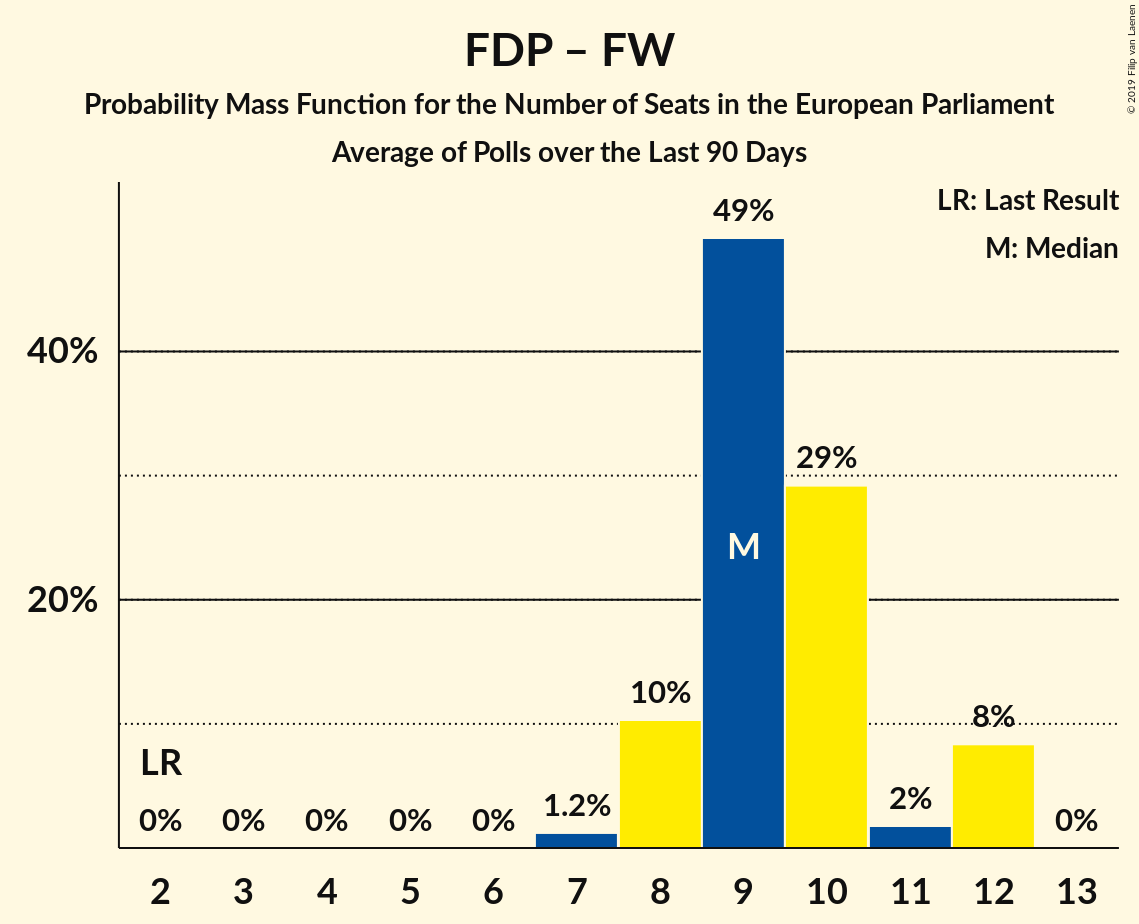 FDP – FW
Probability Mass Function for the Number of Seats in the European Parliament
Average of Polls over the Last 90 Days
© 2019 Filip van Laenen
LR: Last Result
M: Median
49%
40%
29%
M
20%
10%
8%
LR
2%
1.2%
0% 0% 0% 0% 0% 0%
2 3 4 5 6 7 8 9 10 11 12 13